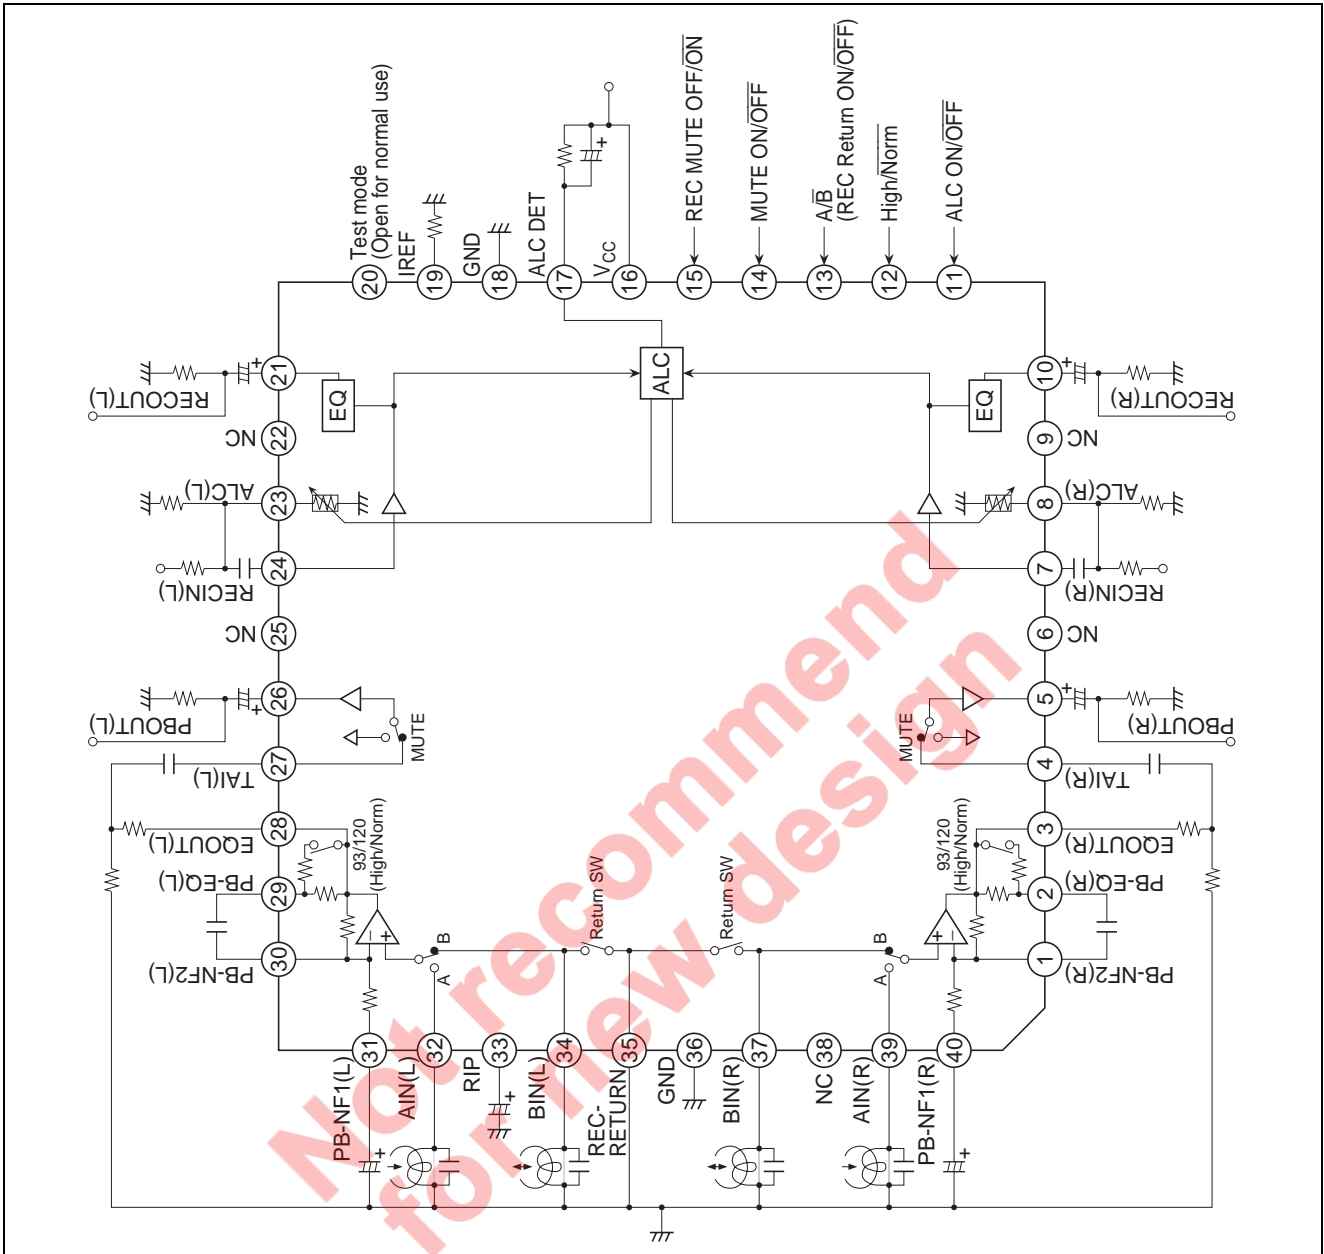 Test mode
(Open for normal use)
20
IREF
19
GND
18
ALC DET
17
VCC
16
REC MUTE OFF/ON
15
MUTE ON/OFF
14
A/B
(REC Return ON/OFF)
13
High/Norm
12
ALC ON/OFF
11
21
RECOUT(L)
EQ
ALC
EQ
10
RECOUT(R)
NC
22
9
NC
ALC(L)
23
8
ALC(R)
24
RECIN(L)
7
RECIN(R)
NC
25
6
NC
26
PBOUT(L)
MUTE
MUTE
5
PBOUT(R)
27
TAI(L)
4
TAI(R)
28
EQOUT(L)
93/120
(High/Norm)
93/120
(High/Norm)
3
EQOUT(R)
PB-EQ(L)
29
Return SW
Return SW
2
PB-EQ(R)
30
PB-NF2(L)
B
A
B
A
1
PB-NF2(R)
31
PB-NF1(L)
32
AIN(L)
33
RIP
34
BIN(L)
35
REC-
RETURN
36
GND
37
BIN(R)
38
NC
39
AIN(R)
40
PB-NF1(R)
Not recommend
for new design